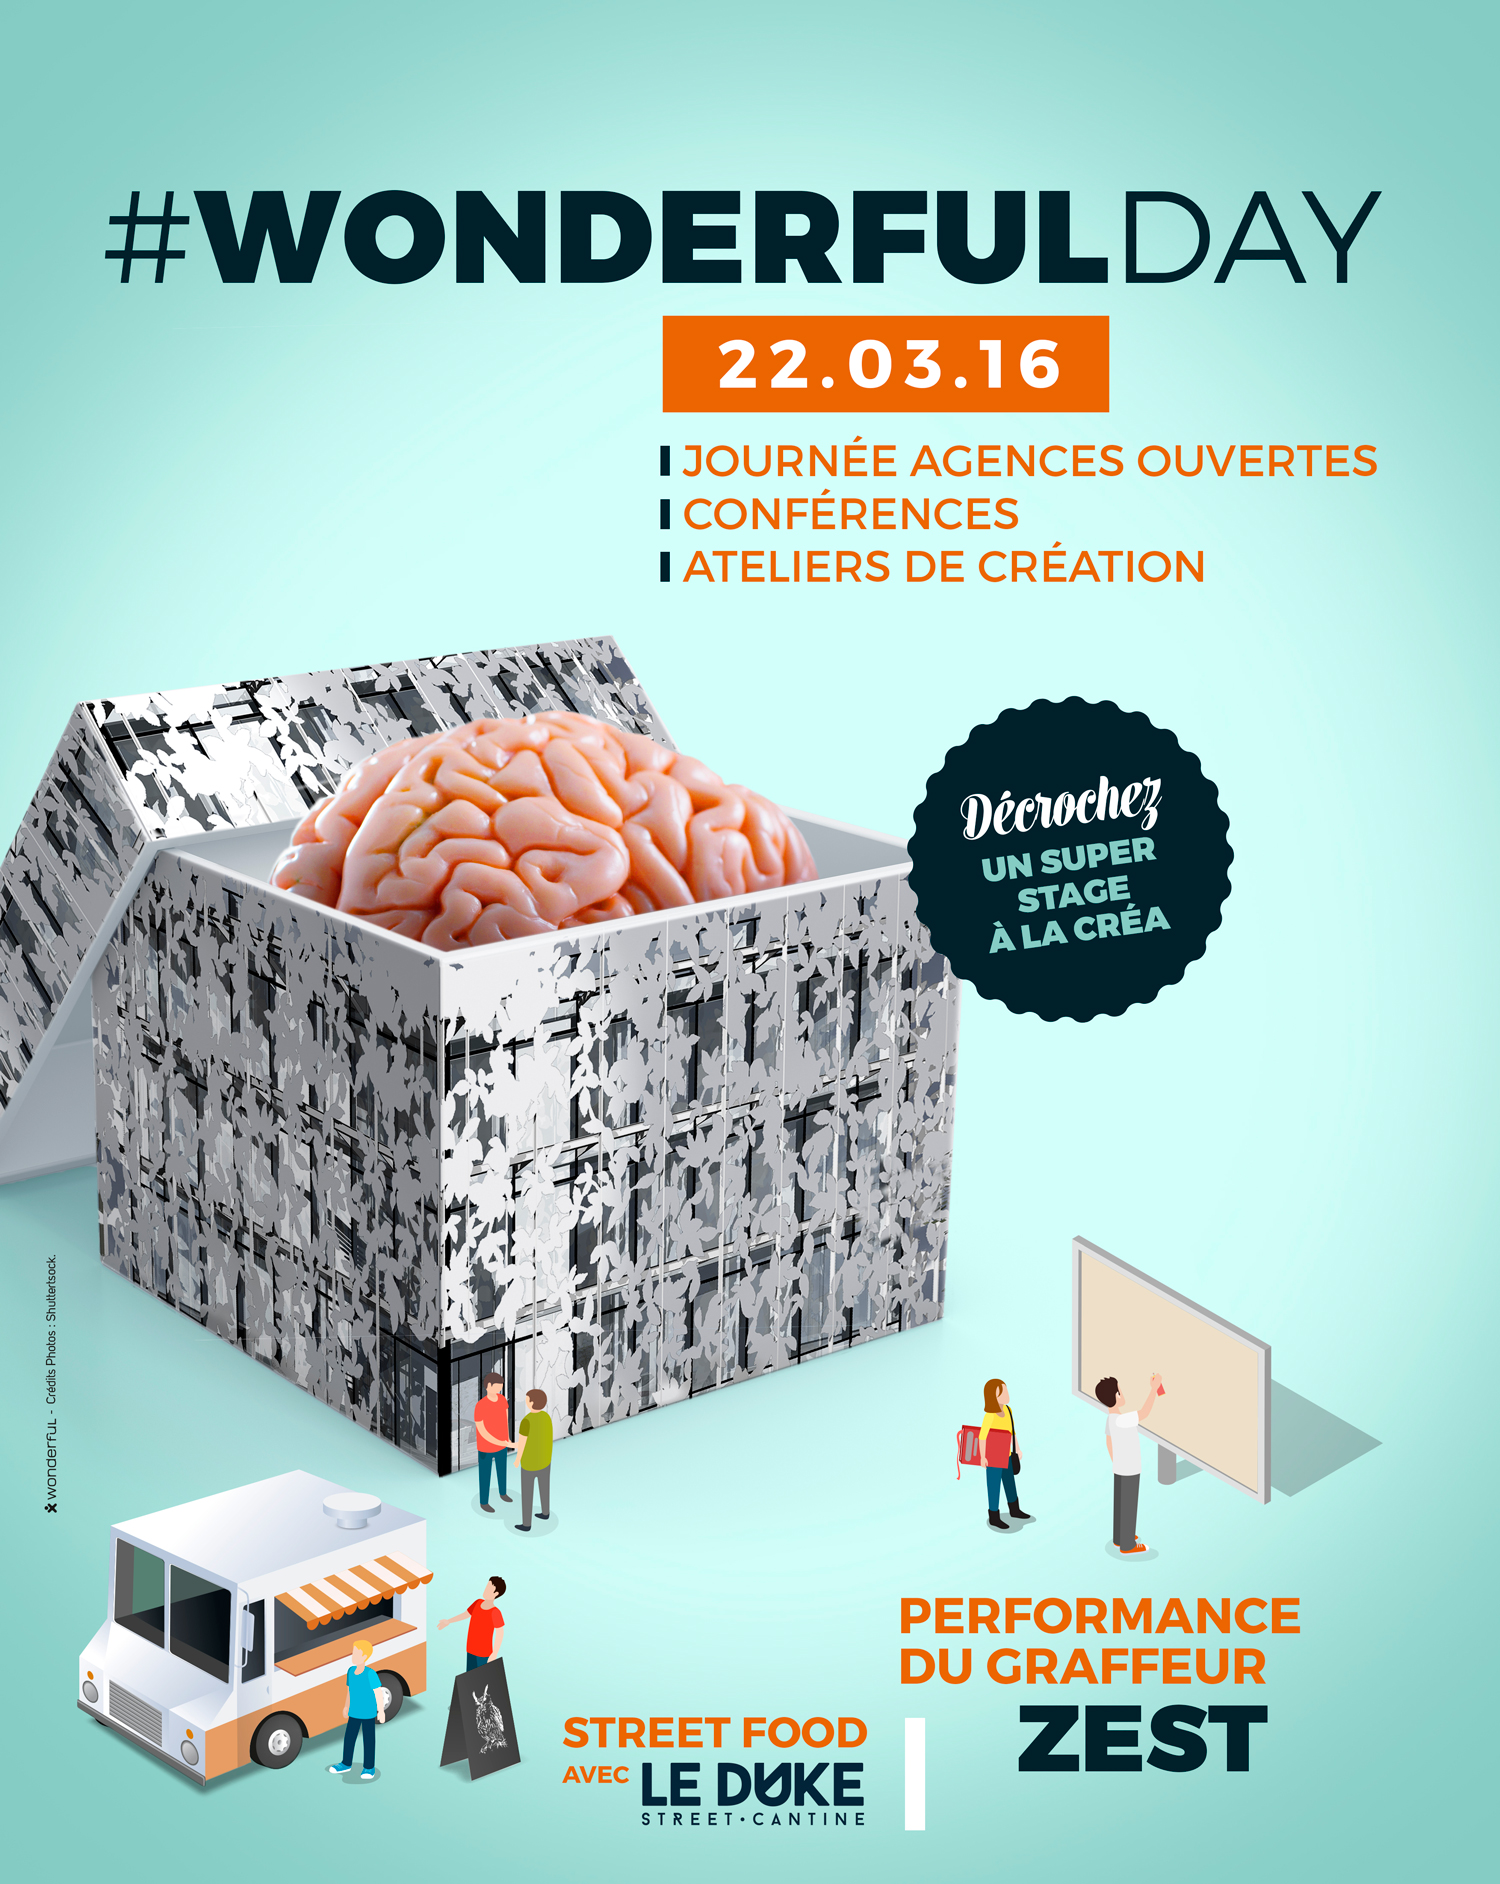 #WONDERFULDAY
22.03.16
JOURNÉE AGENCES OUVERTES
CONFÉRENCES
ATELIERS DE CRÉATION
Décrochez
UN SUPER
STAGE
À LA CRÉA
wonderful - Crédits Photos : Shuttertsock.
PERFORMANCE
DU GRAFFEUR
ZEST
STREET FOOD
AVEC LE DUKE
STREET•CANTINE